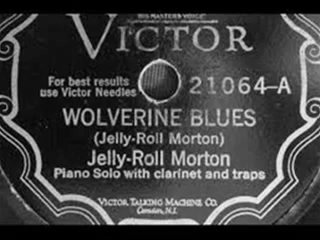 "HIS MASTER'S VOICE"
VICTOR
For best results
use Victor Needles
21064-A
WOLVERINE BLUES
(Jelly-Roll Morton)
Jelly-Roll Morton
Piano Solo with clarinet and traps
VICTOR TALKING MACHINE CO.
Camden, N.J.